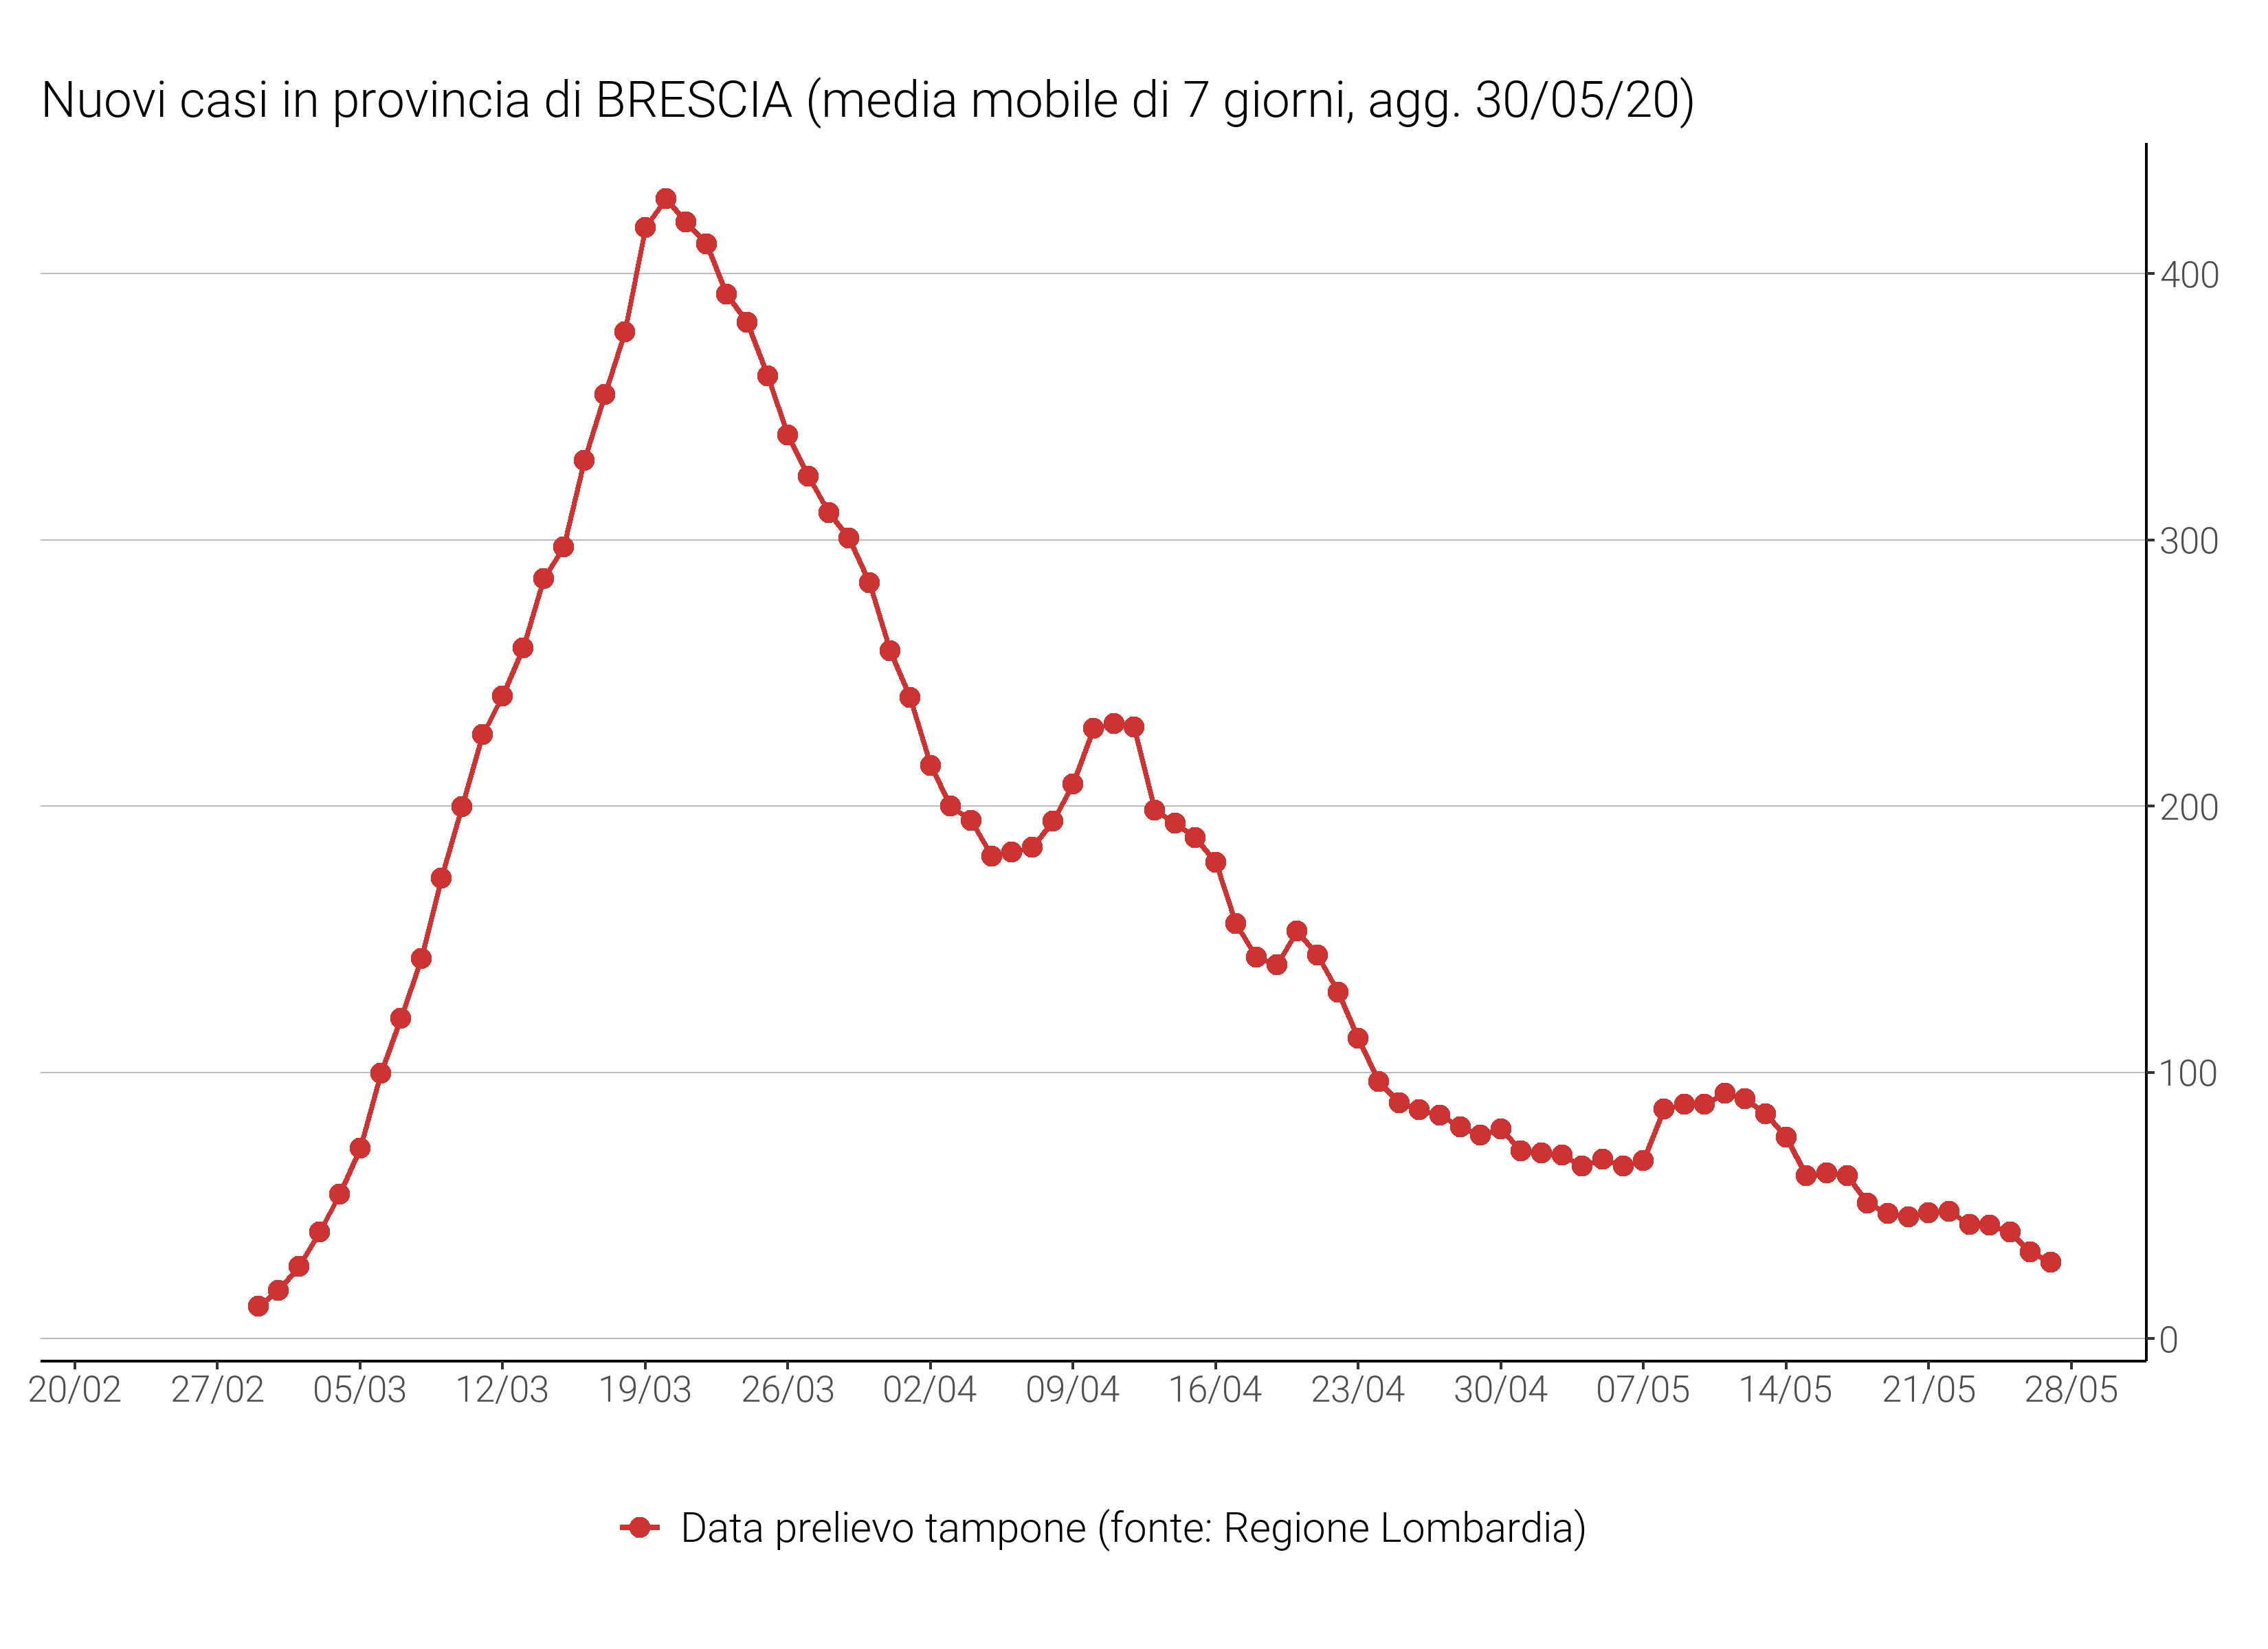 Nuovi casi in provincia di BRESCIA (media mobile di 7 giorni, agg. 30/05/20)
400
300
200
100
0
20/02 27/02 05/03 12/03 19/03 26/03 02/04 09/04 16/04 23/04 30/04 07/05 14/05 21/05 28/05
Data prelievo tampone (fonte: Regione Lombardia)